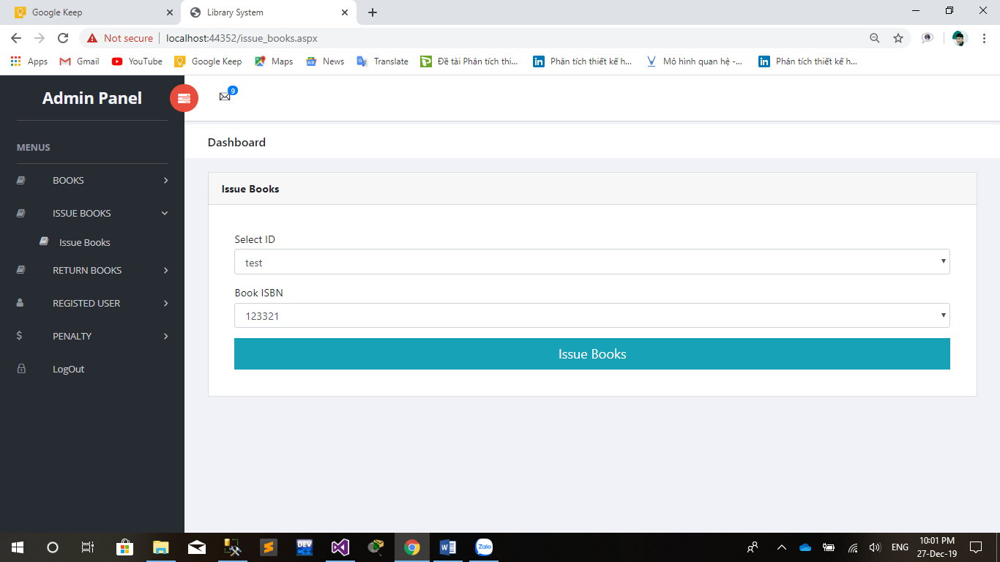 Google Keep
Library System
Not secure
localhost:44352/issue_books.aspx
Apps
Gmail
YouTube
Google Keep
Maps
News
Translate
Đề tài Phân tích thi...
Phân tích thiết kế h...
Mô hình quan hệ -...
Phân tích thiết kế h...
Admin Panel
9
MENUS
Dashboard
BOOKS
ISSUE BOOKS
Issue Books
RETURN BOOKS
REGISTED USER
PENALTY
LogOut
Issue Books
Select ID
test
Book ISBN
123321
Issue Books
DEV
Zalo
ENG
10:01 PM
27-Dec-19